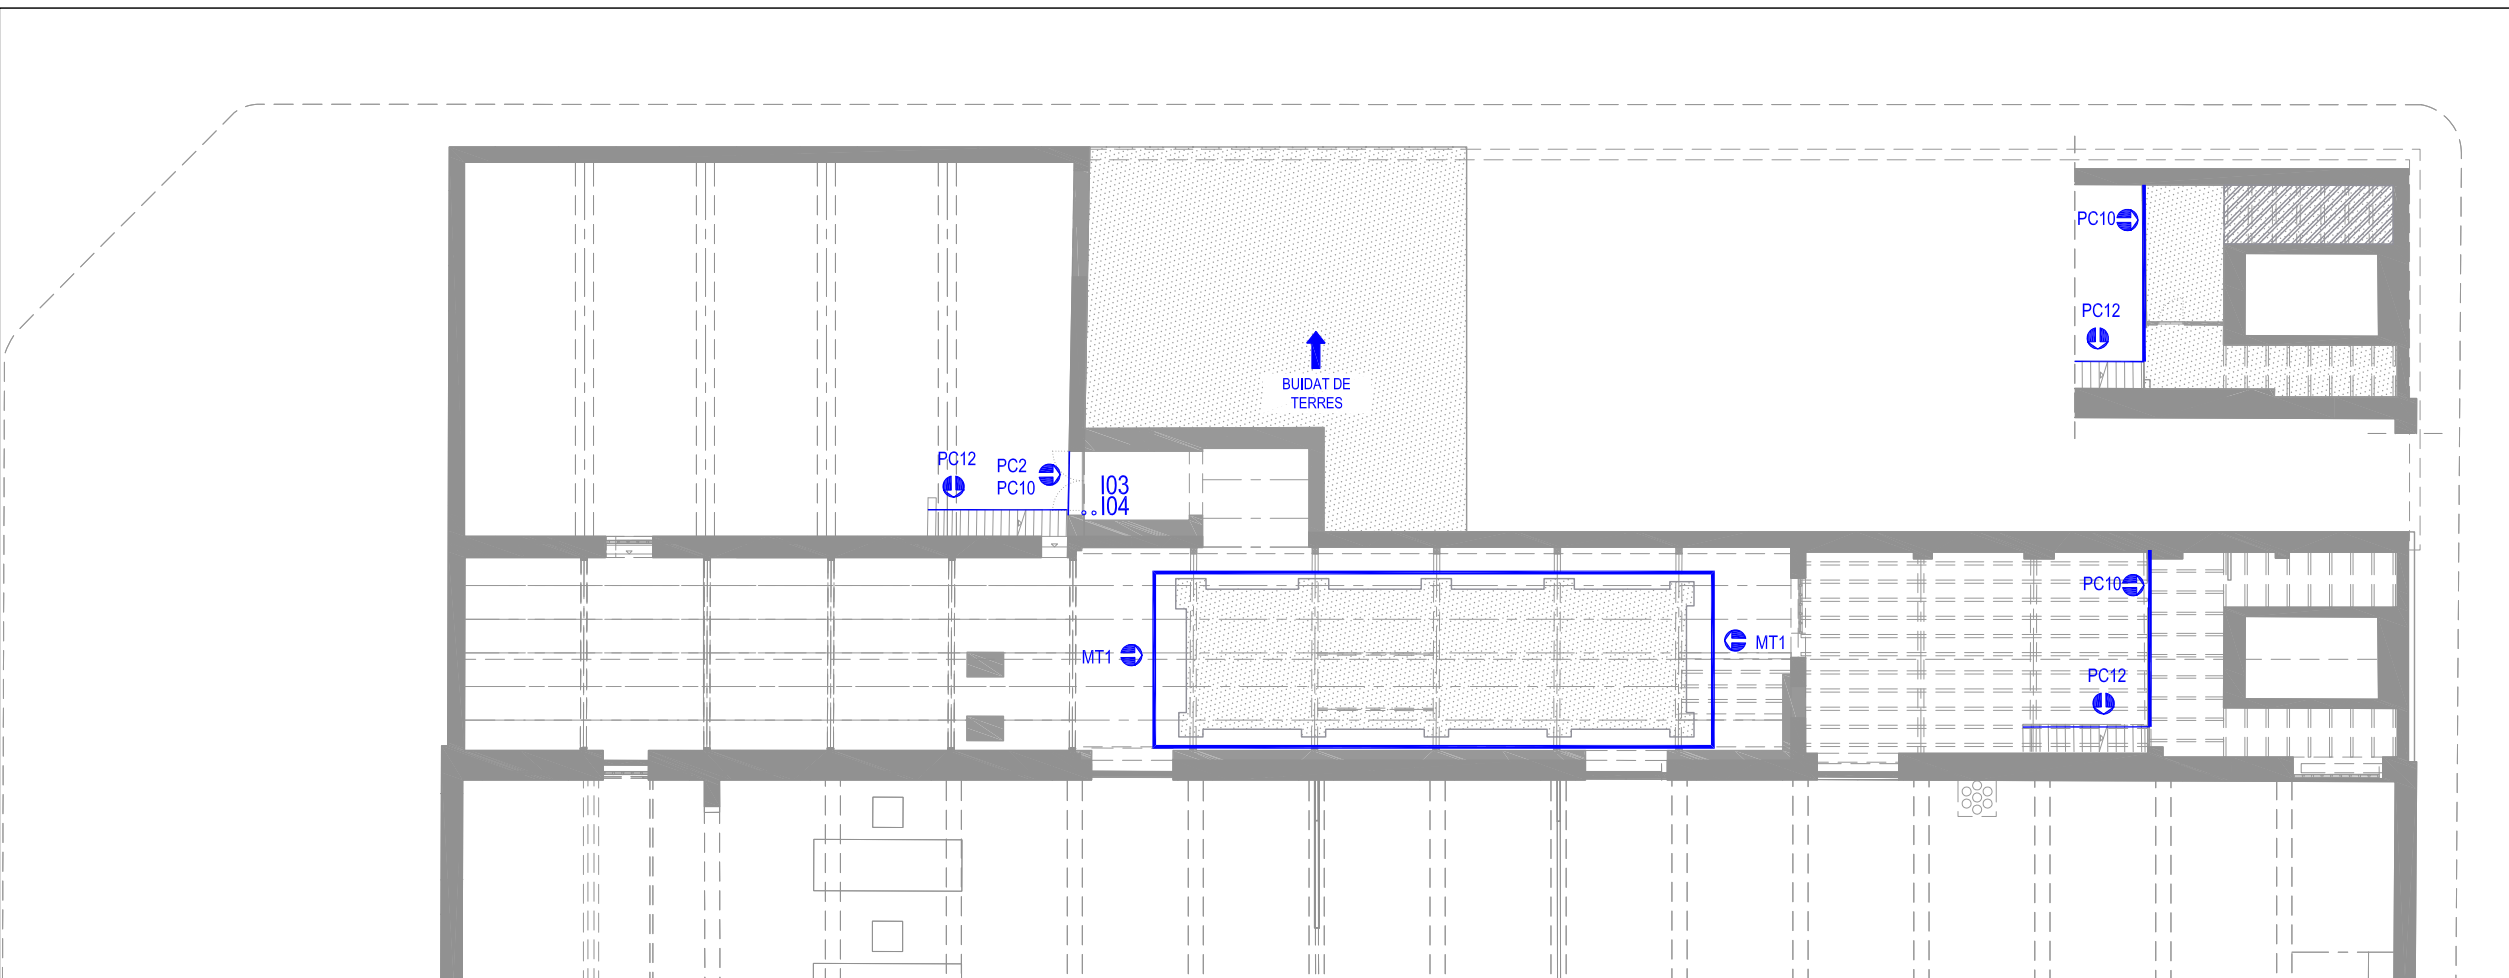 PC10
PC12
BUIDAT DE
TERRES
PC12
PC2
PC10
I03
I04
PC10
MT1
MT1
PC12